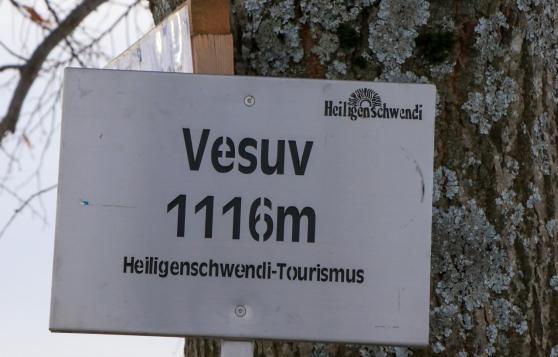 Heiligenschwendi
Vesuv
1116m
Heiligenschwendi-Tourismus